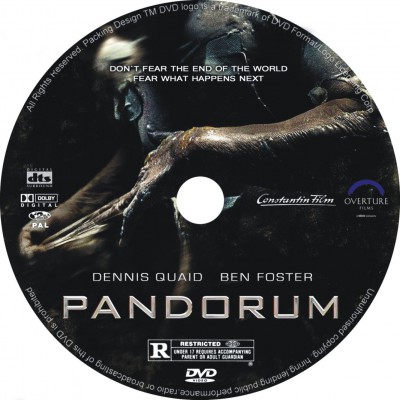 All Rights Reserved. Packing Design TM DVD logo is a trademark of DVD Format/Logo Licensing Corp.
DON'T FEAR THE END OF THE WORLD
FEAR WHAT HAPPENS NEXT
DIGITAL
dts
SURROUND
DOLBY
DIGITAL
PAL
Constantin Film
OVERTURE
FILMS
DENNIS QUAID BEN FOSTER
PANDORUM
R
RESTRICTED
UNDER 17 REQUIRES ACCOMPANYING
PARENT OR ADULT GUARDIAN
DVD
VIDEO
Unauthorised copying, hiring, lending, public performance, radio or broadcasting of this DVD is prohibited